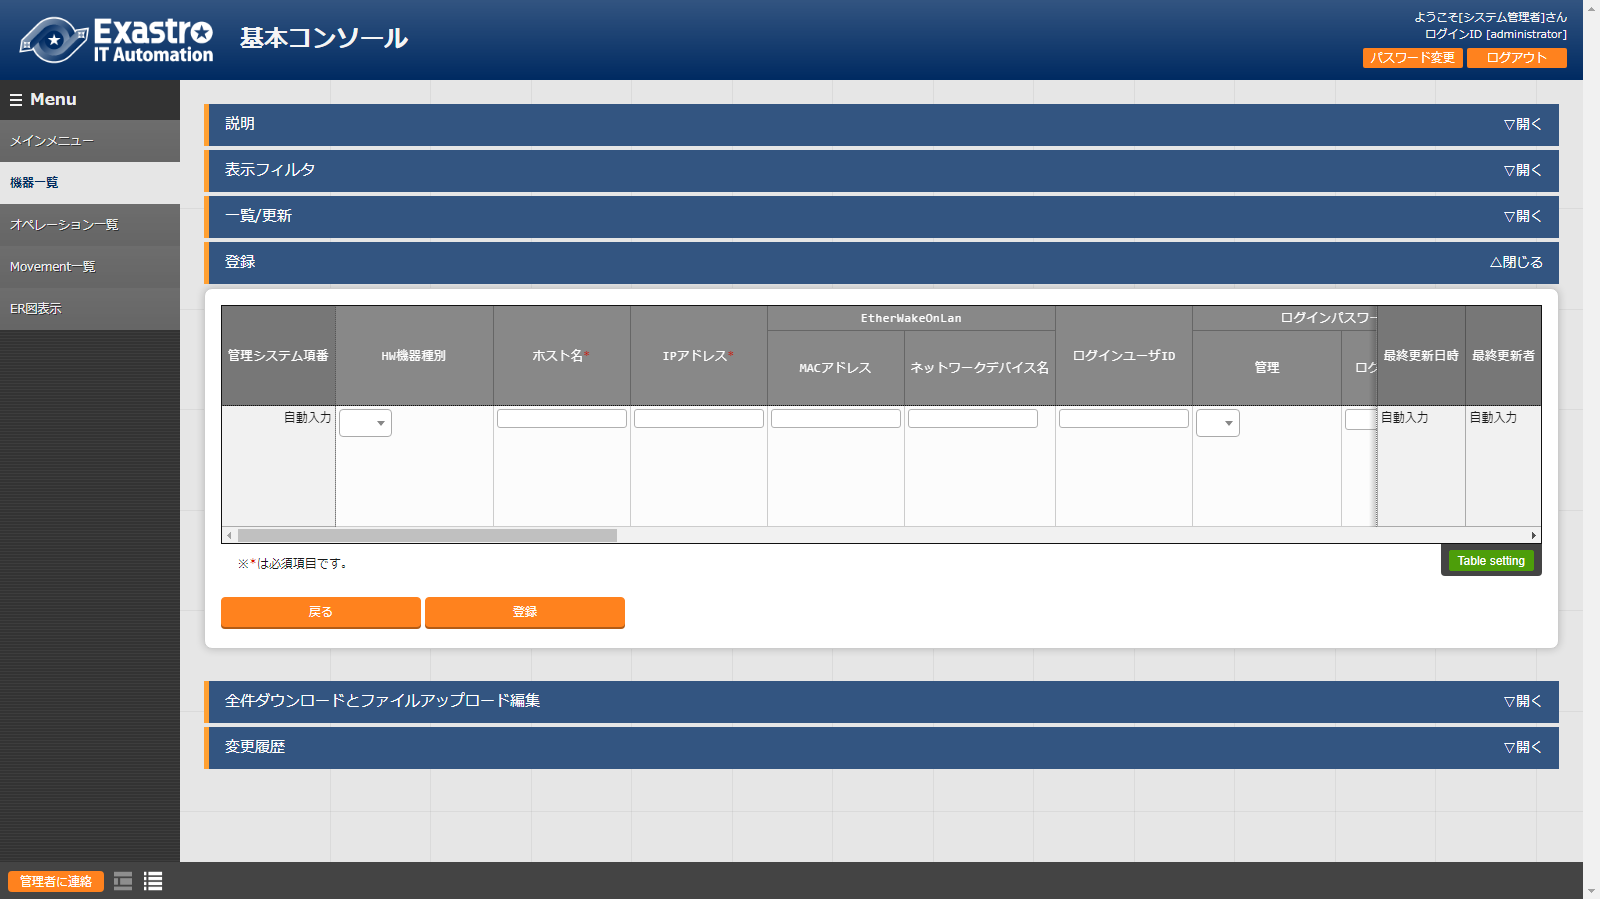 Exastro
IT Automation
基本コンソール
ようこそ[システム管理者]さん
ログインID [administrator]
パスワード変更
ログアウト
Menu
メインメニュー
機器一覧
オペレーション一覧
Movement一覧
ER図表示
説明
▽開く
表示フィルタ
▽開く
一覧/更新
▽開く
登録
△閉じる
管理システム項番
HW機器種別
ホスト名*
IPアドレス*
EtherWakeOnLan
MACアドレス
ネットワークデバイス名
ログインユーザID
ログインパスワー
管理
ログ
最終更新日時
最終更新者
自動入力
自動入力
自動入力
※*は必須項目です。
Table setting
戻る
登録
全件ダウンロードとファイルアップロード編集
▽開く
変更履歴
▽開く
管理者に連絡